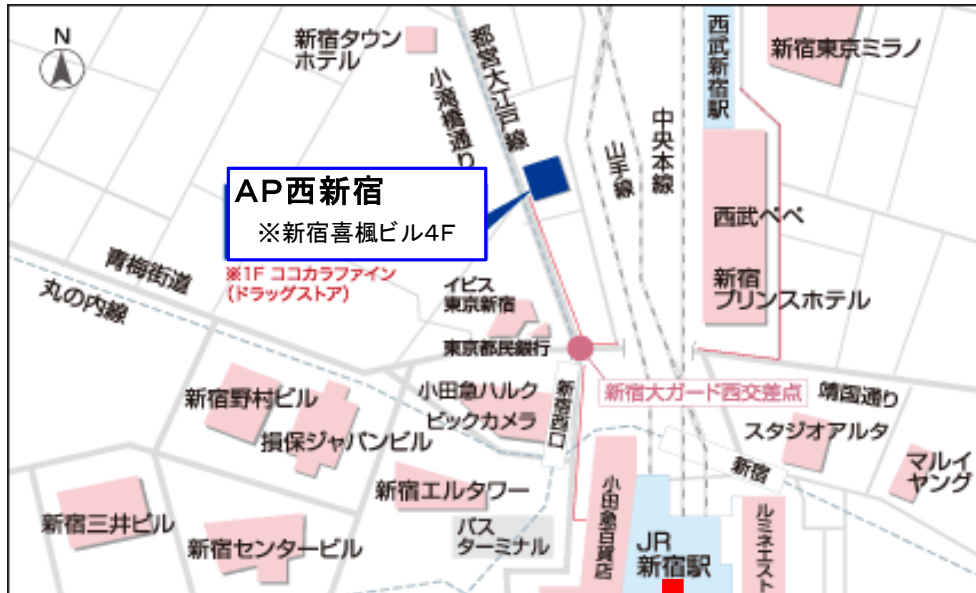 N
新宿タウン
ホテル
都営大江戸線
小滝橋通り
西武新宿駅
新宿東京ミラノ
中央本線
山手線
AP西新宿
※新宿喜楓ビル4F
※1F ココカラファイン
(ドラッグストア)
西武ペペ
新宿
プリンスホテル
青梅街道
丸の内線
イビス
東京新宿
東京都民銀行
新宿大ガード西交差点
靖国通り
新宿野村ビル
小田急ハルク
ビックカメラ
新宿西口
損保ジャパンビル
スタジオアルタ
新宿
マルイ
ヤング
新宿エルタワー
小田急百貨店
新宿三井ビル
新宿センタービル
バス
ターミナル
JR
新宿駅
ルミネエスト